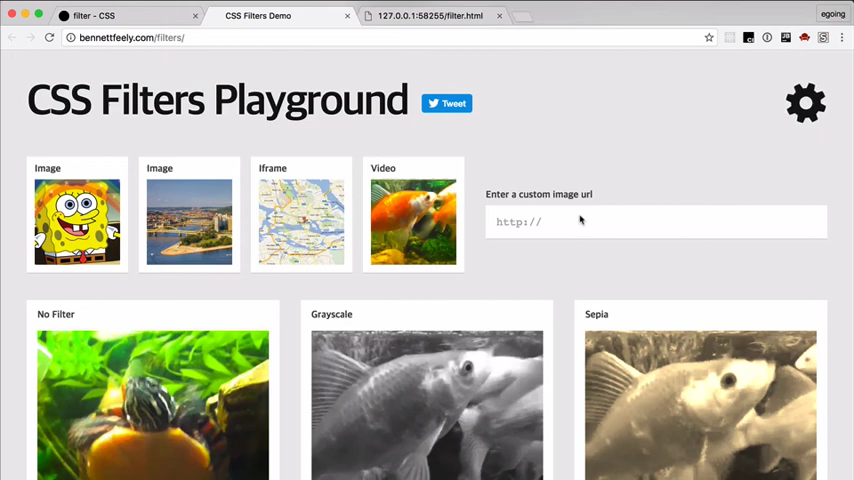 filter - CSS
CSS Filters Demo
127.0.0.1:58255/filter.html
egoing
bennettfeely.com/filters/
CSS Filters Playground
Tweet
Image
Image
Iframe
Video
Enter a custom image url
http://
No Filter
Grayscale
Sepia